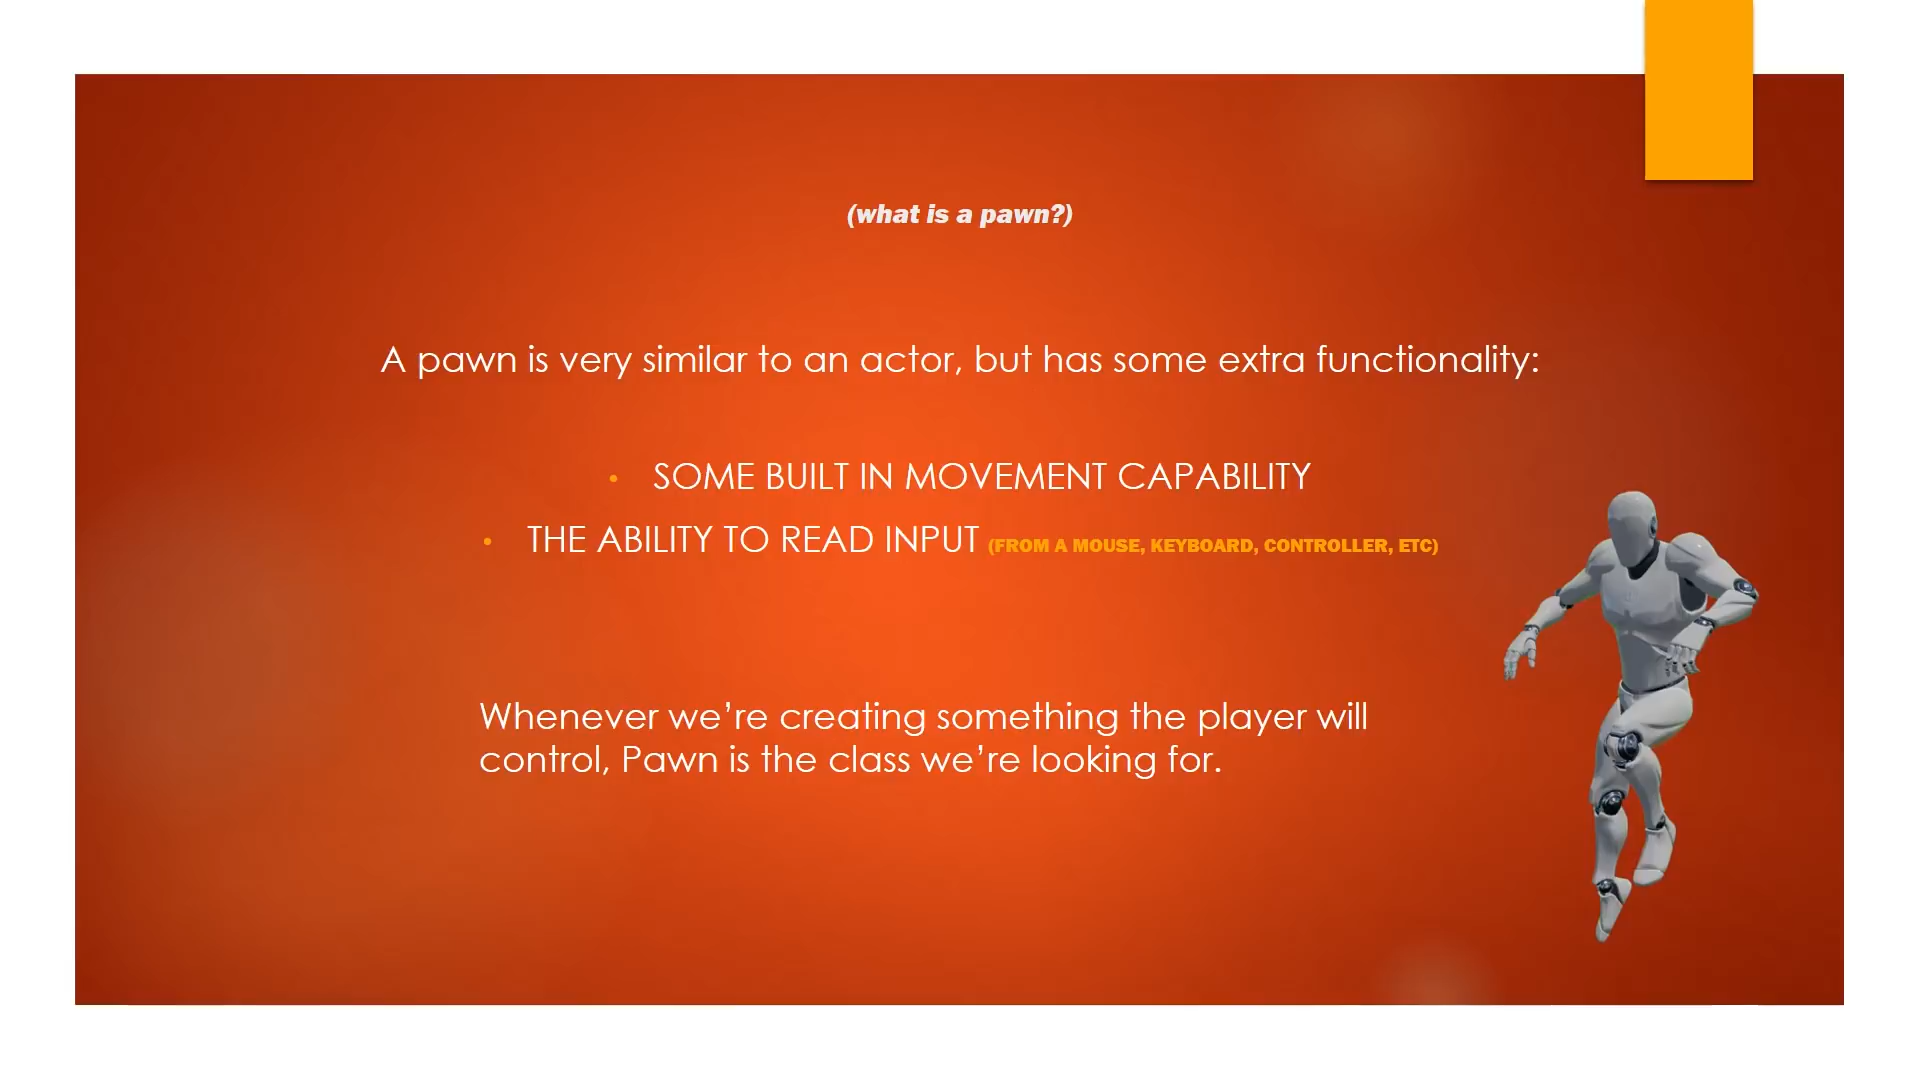 (what is a pawn?)
A pawn is very similar to an actor, but has some extra functionality:
• SOME BUILT IN MOVEMENT CAPABILITY
• THE ABILITY TO READ INPUT (FROM A MOUSE, KEYBOARD, CONTROLLER, ETC)
Whenever we’re creating something the player will
control, Pawn is the class we’re looking for.